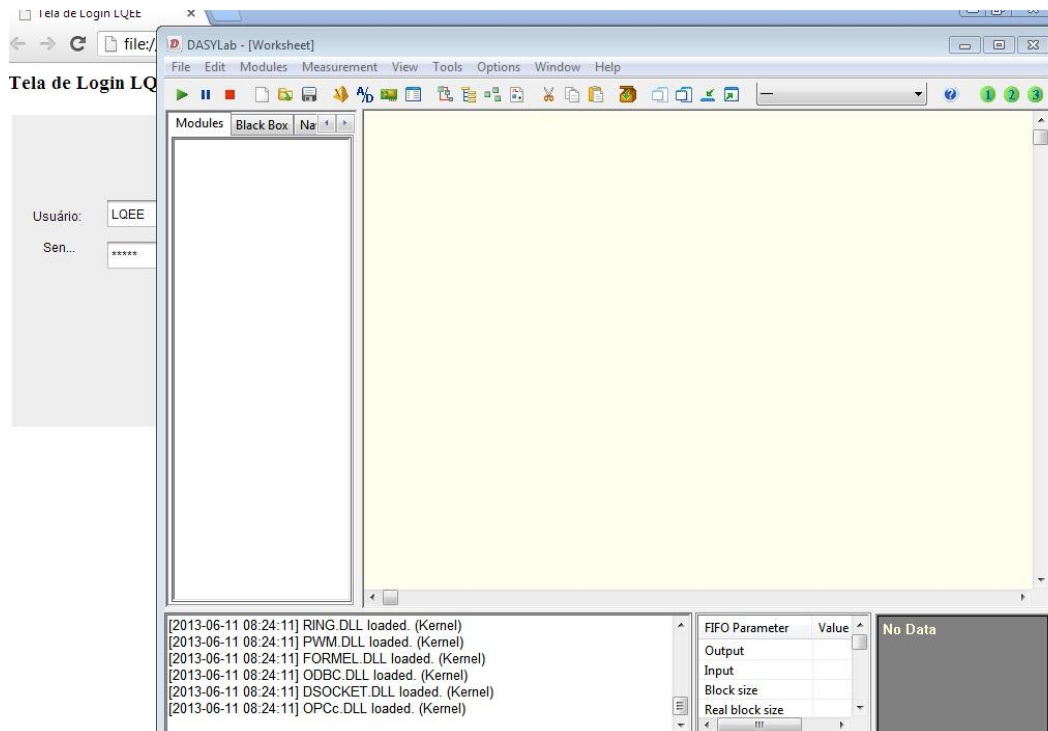 Tela de Login LQEE
file:/
Tela de Login LQ
Usuário:
LQEE
Sen...
*****
DASYLab - [Worksheet]
File Edit Modules Measurement View Tools Options Window Help
1 2 3
Modules Black Box Na
[2013-06-11 08:24:11] RING.DLL loaded. (Kernel)
[2013-06-11 08:24:11] PWM.DLL loaded. (Kernel)
[2013-06-11 08:24:11] FORMEL.DLL loaded. (Kernel)
[2013-06-11 08:24:11] ODBC.DLL loaded. (Kernel)
[2013-06-11 08:24:11] DSOCKET.DLL loaded. (Kernel)
[2013-06-11 08:24:11] OPCc.DLL loaded. (Kernel)
FIFO Parameter Value
Output
Input
Block size
Real block size
No Data